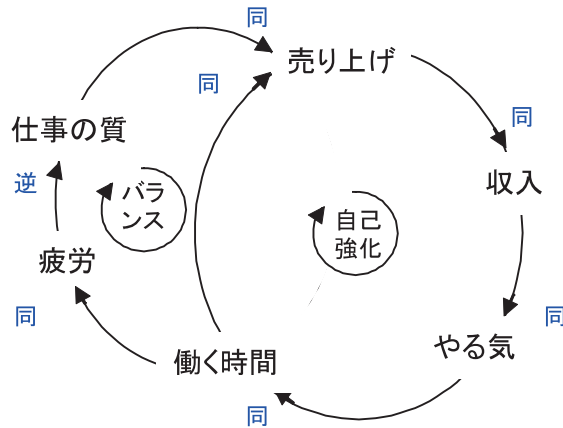 同
売り上げ
同
同
仕事の質
逆
バラ
ンス
収入
自己
強化
疲労
同
同
やる気
働く時間
同